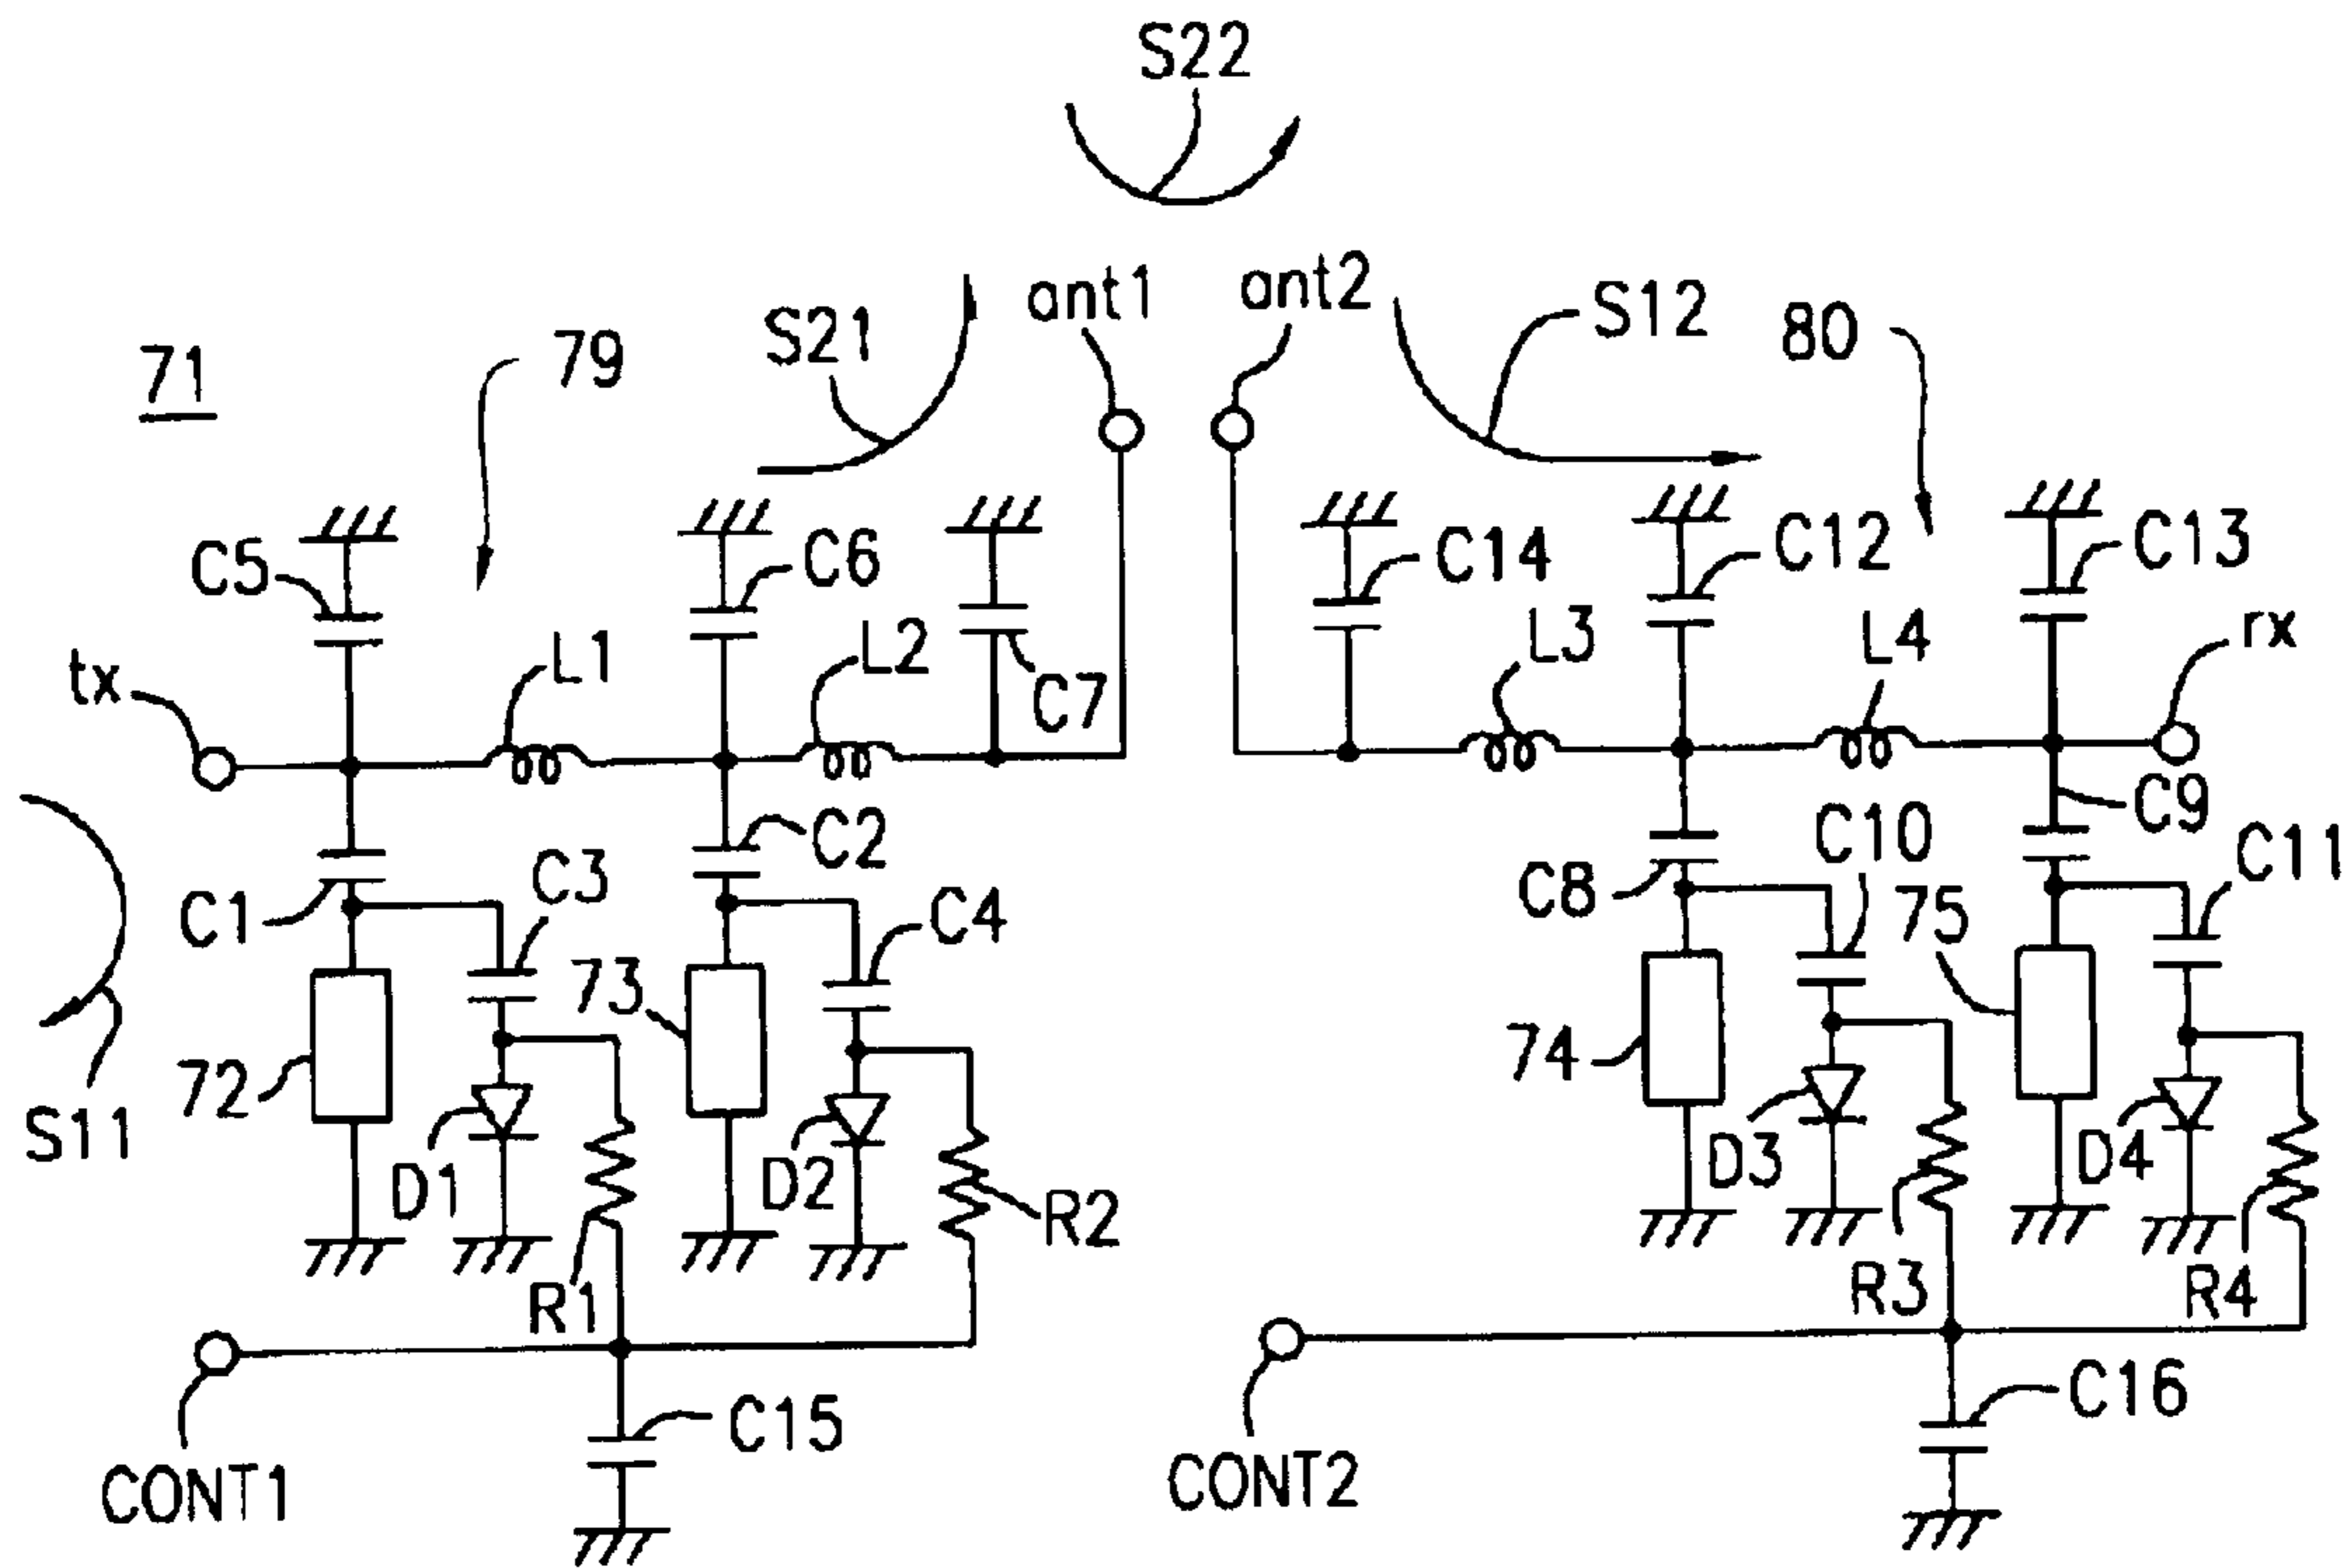 S22
ant1
ant2
S21
S12
79
80
71
C5
C6
C14
C12
C13
L1
L2
C7
L3
L4
rx
tx
C1
C3
C2
C4
C8
C10
C9
C11
75
73
72
74
S11
D1
D2
R2
D3
D4
R1
R3
R4
CONT1
C15
CONT2
C16